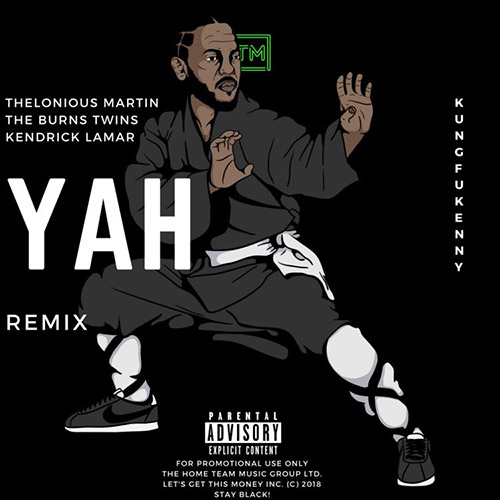 TM
THELONIOUS MARTIN
THE BURNS TWINS
KENDRICK LAMAR
YAH
REMIX
KUNGFUKENNY
PARENTAL
ADVISORY
EXPLICIT CONTENT
FOR PROMOTIONAL USE ONLY
THE HOME TEAM MUSIC GROUP LTD.
LET'S GET THIS MONEY INC. (C) 2018
STAY BLACK!